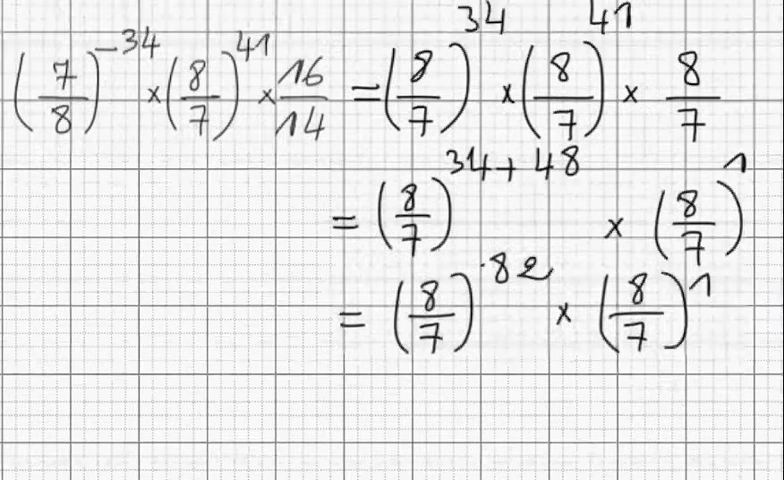 (7/8)^-34 × (8/7)^41 × 16/14 = (8/7)^34 × (8/7)^41 × 8/7
= (8/7)^34+48 × (8/7)^1
= (8/7)^82 × (8/7)^1